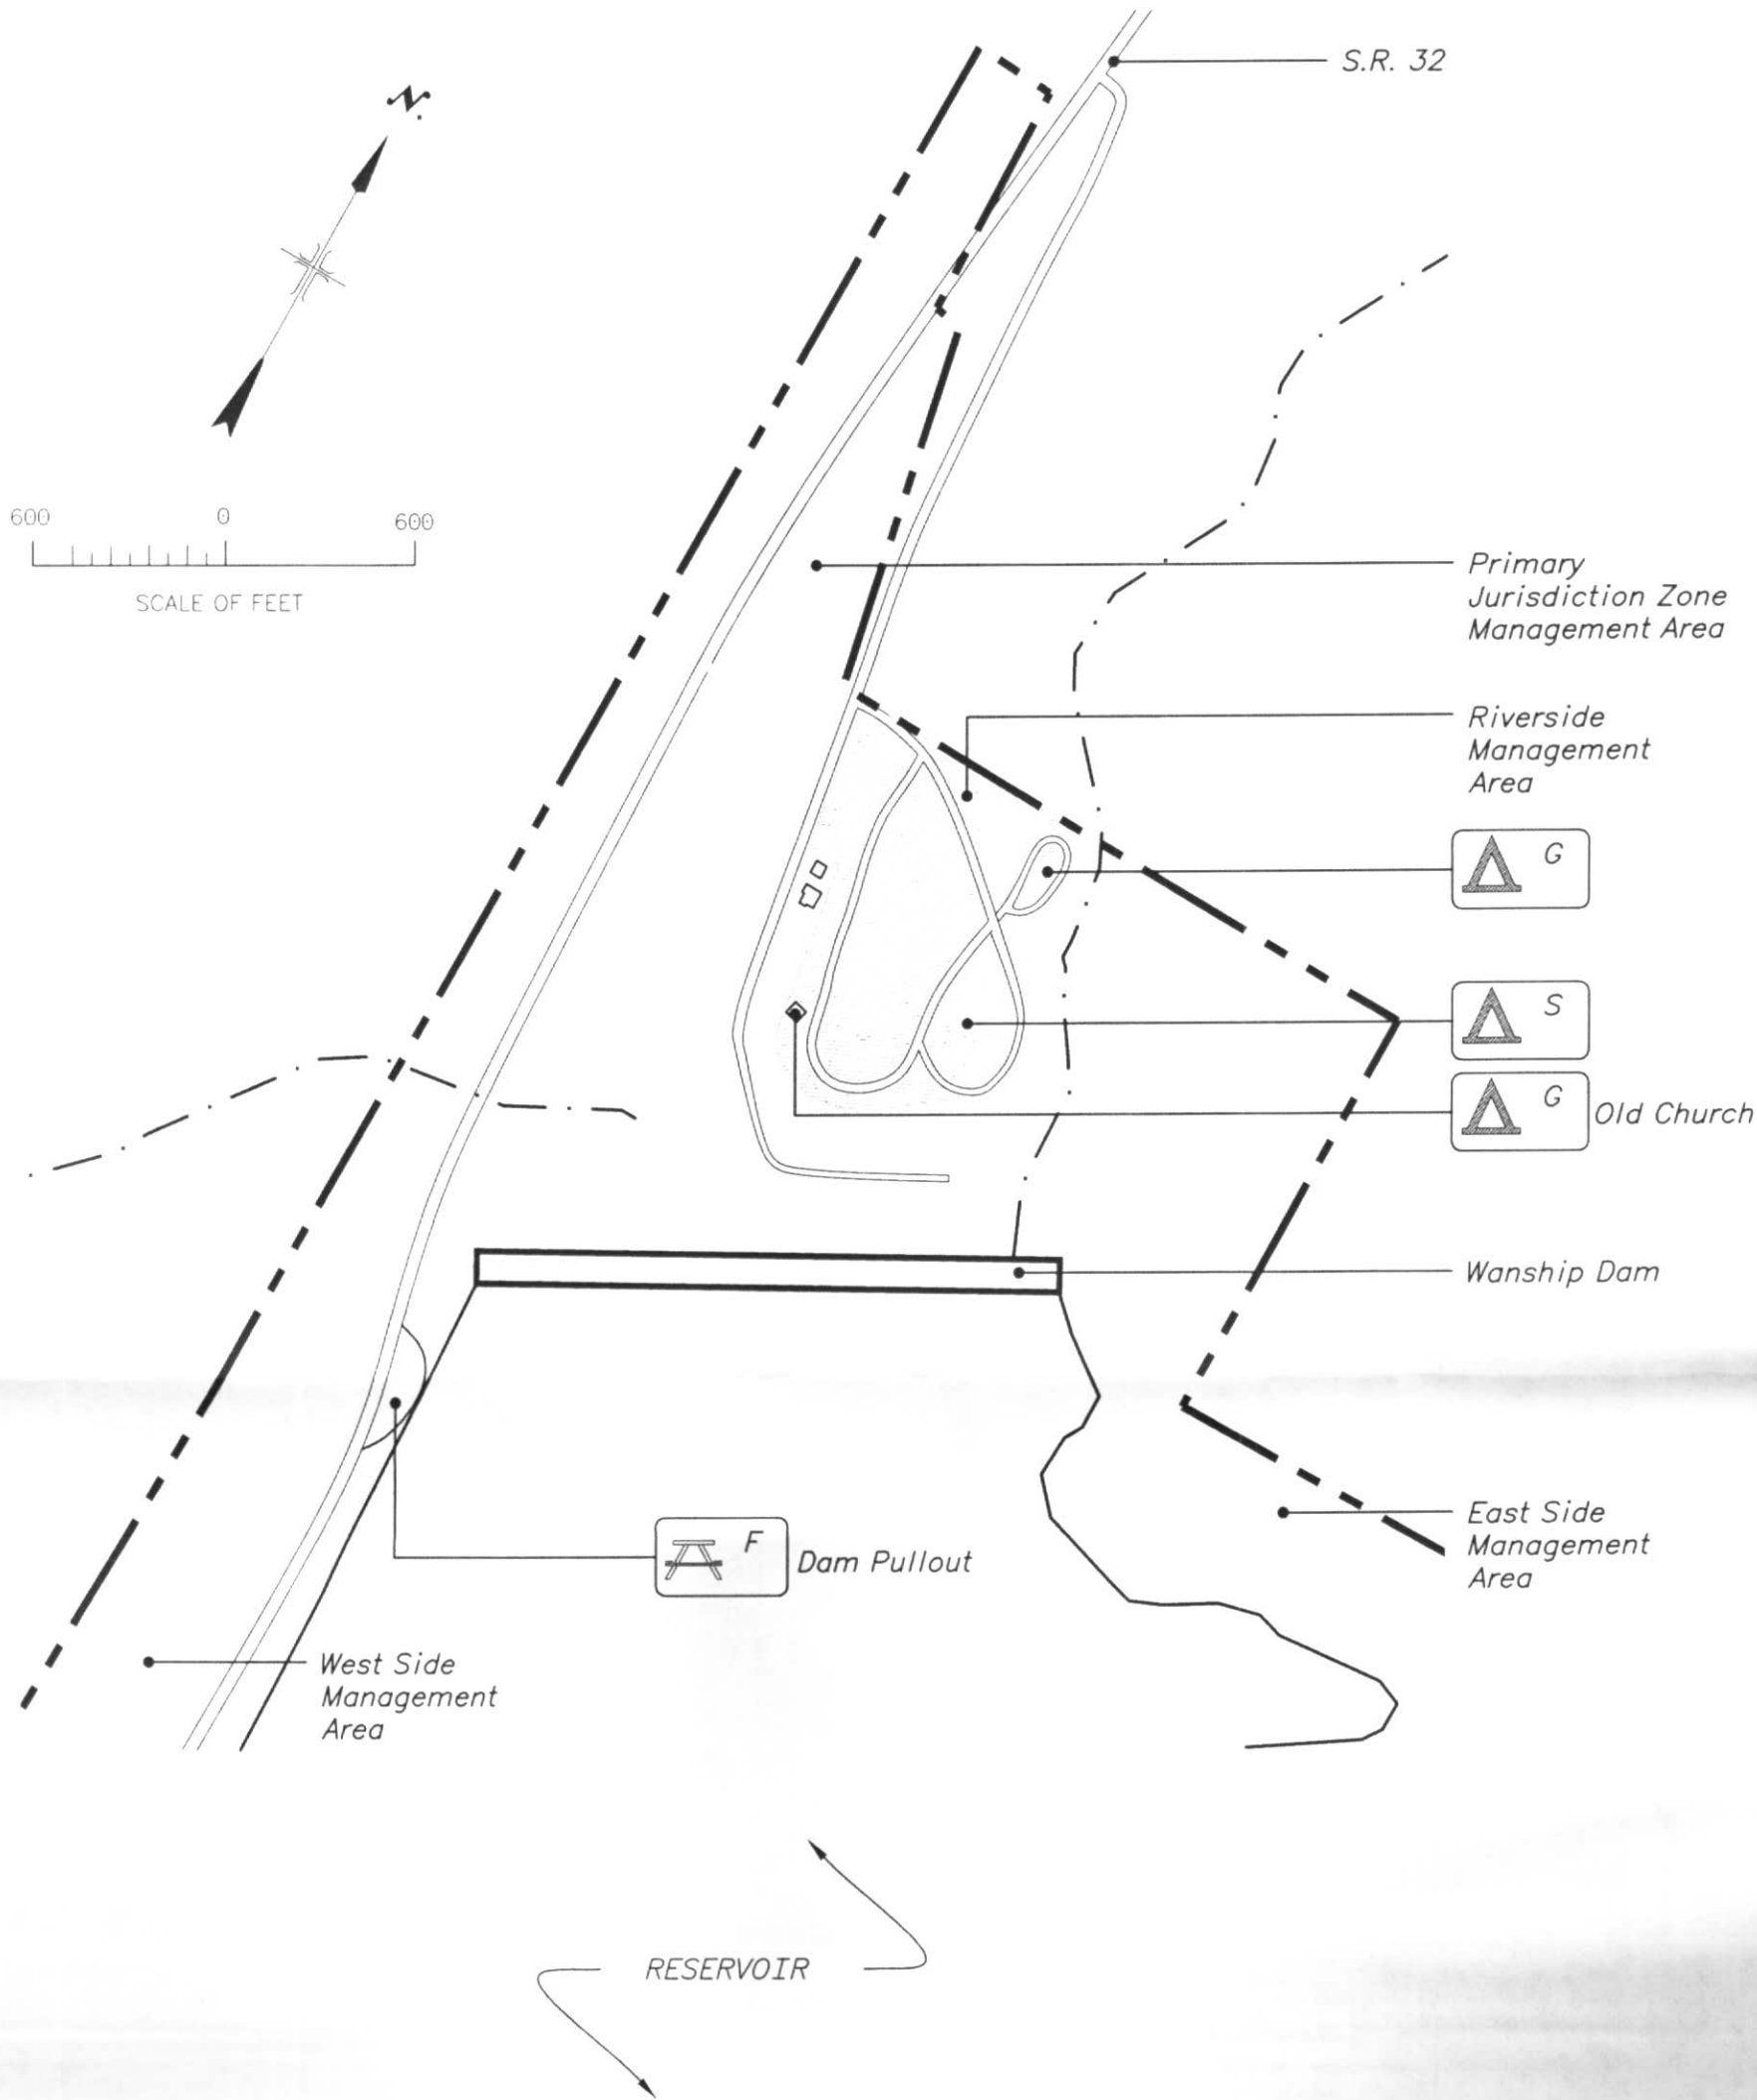 S.R. 32
N.
600 0 600
SCALE OF FEET
Primary
Jurisdiction Zone
Management Area
Riverside
Management
Area
G
S
G Old Church
Wanship Dam
East Side
Management
Area
F Dam Pullout
West Side
Management
Area
RESERVOIR